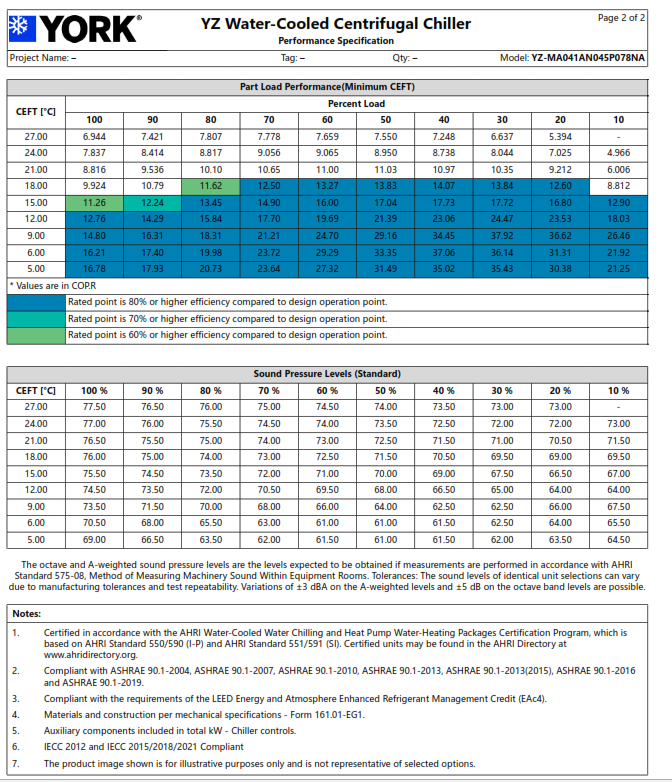 YORK®
YZ Water-Cooled Centrifugal Chiller
Performance Specification
Page 2 of 2
Project Name: – Tag: – Qty: – Model: YZ-MA041AN045P078NA
Part Load Performance(Minimum CEFT)
CEFT [°C] Percent Load
100 90 80 70 60 50 40 30 20 10
27.00 6.944 7.421 7.807 7.778 7.659 7.550 7.248 6.637 5.394 -
24.00 7.837 8.414 8.817 9.056 9.065 8.950 8.738 8.044 7.025 4.966
21.00 8.816 9.536 10.10 10.65 11.00 11.03 10.97 10.35 9.212 6.006
18.00 9.924 10.79 11.62 12.50 13.27 13.83 14.07 13.84 12.60 8.812
15.00 11.26 12.24 13.45 14.90 16.00 17.04 17.73 17.72 16.80 12.90
12.00 12.76 14.29 15.84 17.70 19.69 21.39 23.06 24.47 23.53 18.03
9.00 14.80 16.31 18.31 21.21 24.70 29.16 34.45 37.92 36.62 26.46
6.00 16.21 17.40 19.98 23.72 29.29 33.35 37.06 36.14 31.31 21.92
5.00 16.78 17.93 20.73 23.64 27.32 31.49 35.02 35.43 30.38 21.25
* Values are in COP.R
Rated point is 80% or higher efficiency compared to design operation point.
Rated point is 70% or higher efficiency compared to design operation point.
Rated point is 60% or higher efficiency compared to design operation point.
Sound Pressure Levels (Standard)
CEFT [°C] 100 % 90 % 80 % 70 % 60 % 50 % 40 % 30 % 20 % 10 %
27.00 77.50 76.50 76.00 75.00 74.50 74.00 73.50 73.00 73.00 -
24.00 77.00 76.00 75.50 74.50 74.00 73.50 72.50 72.00 72.00 73.00
21.00 76.50 75.50 75.00 74.00 73.00 72.50 71.50 71.00 70.50 71.50
18.00 76.00 75.00 74.00 73.00 72.50 71.50 70.50 69.50 69.00 69.50
15.00 75.50 74.50 73.50 72.00 71.00 70.00 69.00 67.50 66.50 67.00
12.00 74.50 73.50 72.00 70.50 69.50 68.00 66.50 65.00 64.00 64.00
9.00 73.50 71.50 70.00 68.00 66.00 64.00 62.50 62.50 66.00 67.50
6.00 70.50 68.00 65.50 63.00 61.00 61.00 61.50 62.00 64.00 65.50
5.00 69.00 66.50 63.50 62.00 61.50 61.00 61.50 62.00 63.50 64.50
The octave and A-weighted sound pressure levels are the levels expected to be obtained if measurements are performed in accordance with AHRI
Standard 575-08, Method of Measuring Machinery Sound Within Equipment Rooms. Tolerances: The sound levels of identical unit selections can vary
due to manufacturing tolerances and test repeatability. Variations of ±3 dBA on the A-weighted levels and ±5 dB on the octave band levels are possible.
Notes:
1. Certified in accordance with the AHRI Water-Cooled Water Chilling and Heat Pump Water-Heating Packages Certification Program, which is
based on AHRI Standard 550/590 (I-P) and AHRI Standard 551/591 (SI). Certified units may be found in the AHRI Directory at
www.ahridirectory.org.
2. Compliant with ASHRAE 90.1-2004, ASHRAE 90.1-2007, ASHRAE 90.1-2010, ASHRAE 90.1-2013, ASHRAE 90.1-2013(2015), ASHRAE 90.1-2016
and ASHRAE 90.1-2019.
3. Compliant with the requirements of the LEED Energy and Atmosphere Enhanced Refrigerant Management Credit (EAc4).
4. Materials and construction per mechanical specifications - Form 161.01-EG1.
5. Auxiliary components included in total kW - Chiller controls.
6. IECC 2012 and IECC 2015/2018/2021 Compliant
7. The product image shown is for illustrative purposes only and is not representative of selected options.